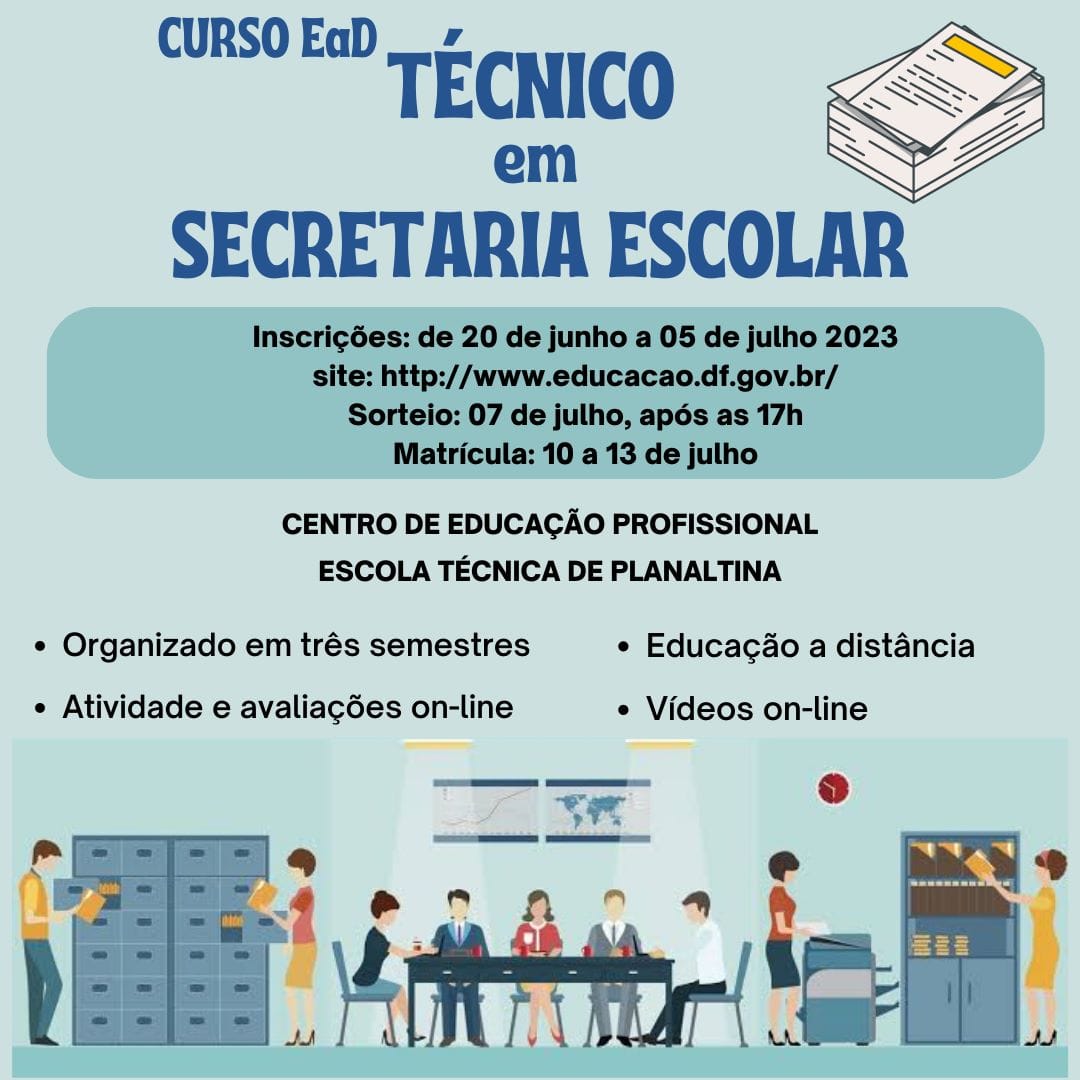 CURSO EaD
TÉCNICO
em
SECRETARIA ESCOLAR
Inscrições: de 20 de junho a 05 de julho 2023
site: http://www.educacao.df.gov.br/
Sorteio: 07 de julho, após as 17h
Matrícula: 10 a 13 de julho
CENTRO DE EDUCAÇÃO PROFISSIONAL
ESCOLA TÉCNICA DE PLANALTINA
• Organizado em três semestres
• Atividade e avaliações on-line
• Educação a distância
• Vídeos on-line